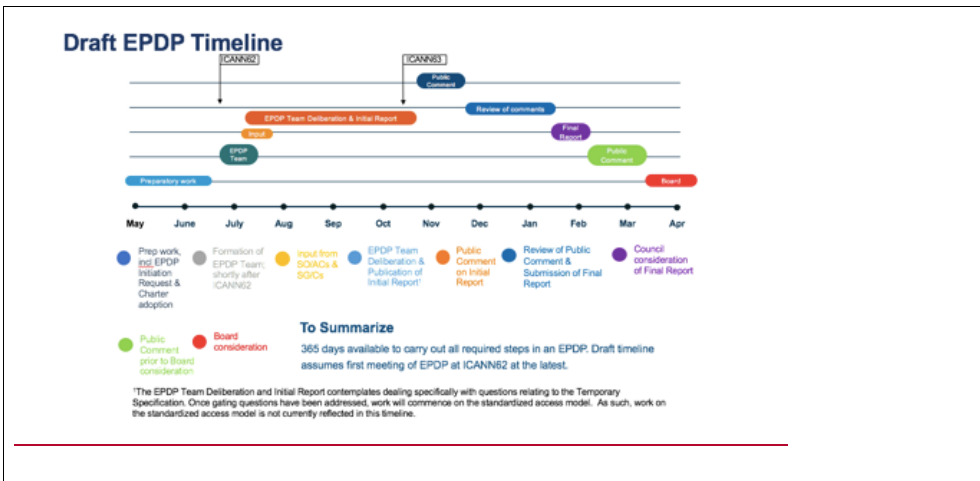 Draft EPDP Timeline
ICANN62
ICANN63
Public
Comment
Review of comments
EPDP Team Deliberation & Initial Report
Final
Report
Input
EPDP
Team
Public
Comment
Preparatory work
Board
May June July Aug Sep Oct Nov Dec Jan Feb Mar Apr
Prep work,
incl EPDP
Initiation
Request &
Charter
adoption
Formation of
EPDP Team;
shortly after
ICANN62
Input from
SO/ACs &
SG/Cs
EPDP Team
Deliberation &
Publication of
Initial Report¹
Public
Comment
on Initial
Report
Review of Public
Comment &
Submission of Final
Report
Council
consideration
of Final Report
Public
Comment
prior to Board
consideration
Board
consideration
To Summarize
365 days available to carry out all required steps in an EPDP. Draft timeline
assumes first meeting of EPDP at ICANN62 at the latest.
¹The EPDP Team Deliberation and Initial Report contemplates dealing specifically with questions relating to the Temporary
Specification. Once gating questions have been addressed, work will commence on the standardized access model. As such, work on
the standardized access model is not currently reflected in this timeline.